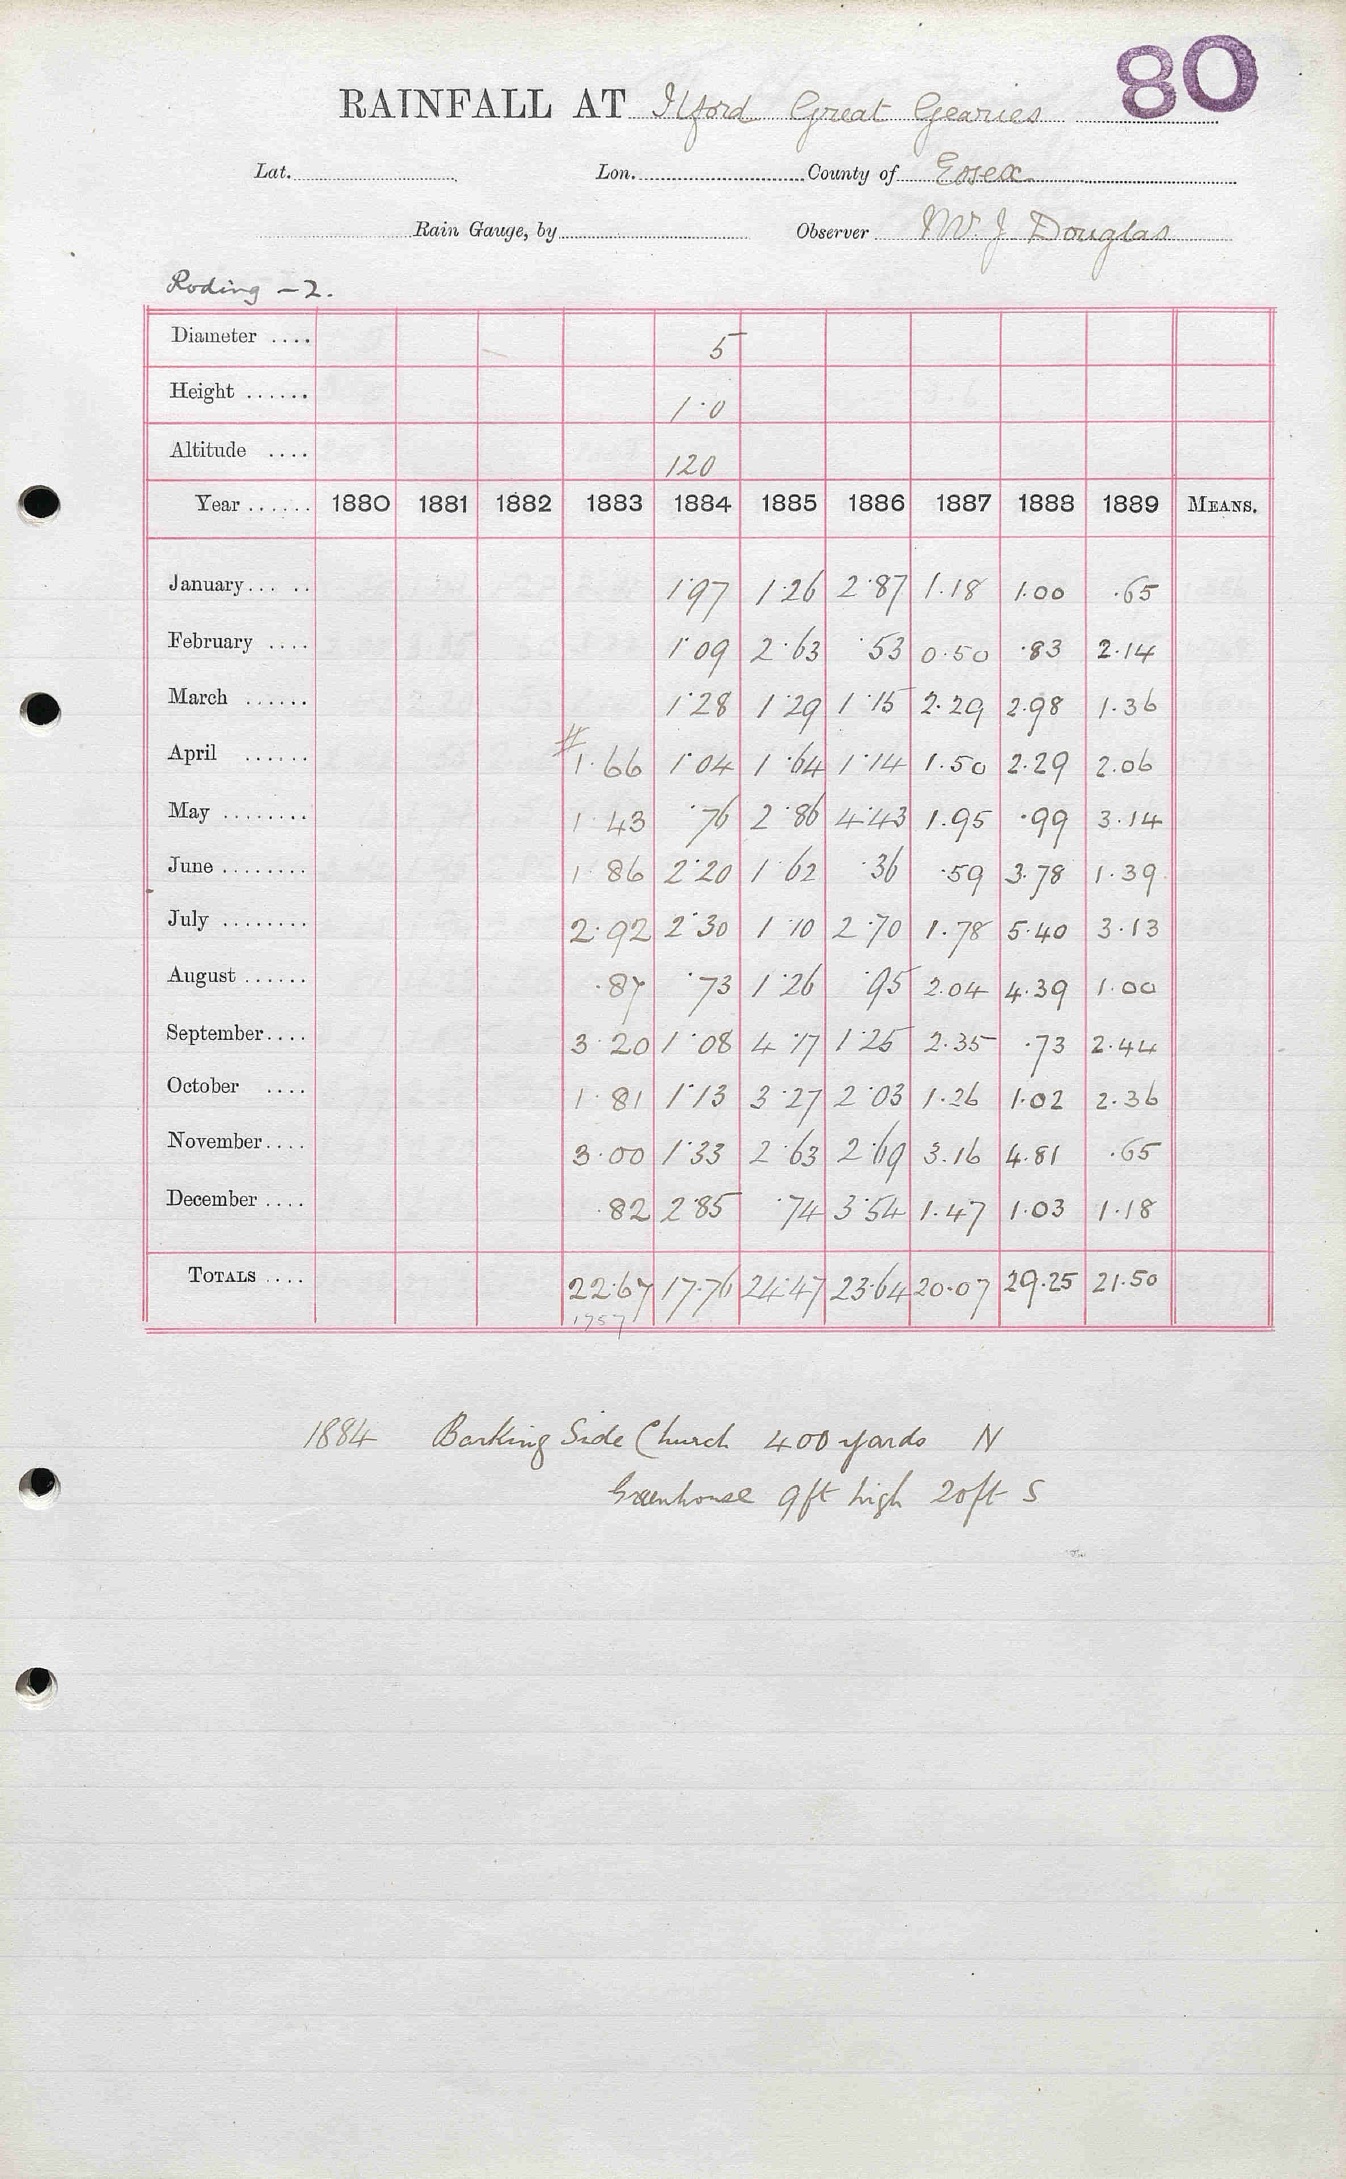 80
RAINFALL AT Ilford Great Gearies
Lat. Lon. County of Essex
Rain Gauge, by Observer W. J. Douglas
Roding - 2.
Diameter .... 5
Height ...... 1·0
Altitude .... 120
Year ...... 1880 1881 1882 1883 1884 1885 1886 1887 1888 1889 MEANS.
January... .. 1·97 1·26 2·87 1.18 1.00 .65
February .... 1·09 2·63 ·53 0.50 ·83 2.14
March ...... 1·28 1·29 1·15 2.29 2.98 1.36
#
April ...... 1·66 1·04 1·64 1·14 1.50 2.29 2.06
May ........ 1 43 ·76 2·86 4·43 1.95 ·99 3.14
June ........ 1 86 2·20 1·62 ·36 ·59 3.78 1.39
July ........ 2·92 2·30 1·10 2·70 1.78 5.40 3.13
August ...... ·87 ·73 1·26 ·95 2.04 4.39 1.00
September.... 3·20 1·08 4·17 1·25 2.35 ·73 2.44
October .... 1·81 1·13 3·27 2·03 1.26 1.02 2.36
November.... 3·00 1·33 2·63 2·69 3.16 4.81 .65
December .... ·82 2·85 ·74 3·54 1.47 1.03 1.18
TOTALS .... 22·67 17·76 24·47 23·64 20·07 29.25 21.50
1757
1884 Barking Side Church 400 yards N
Greenhouse 9ft high 20ft S